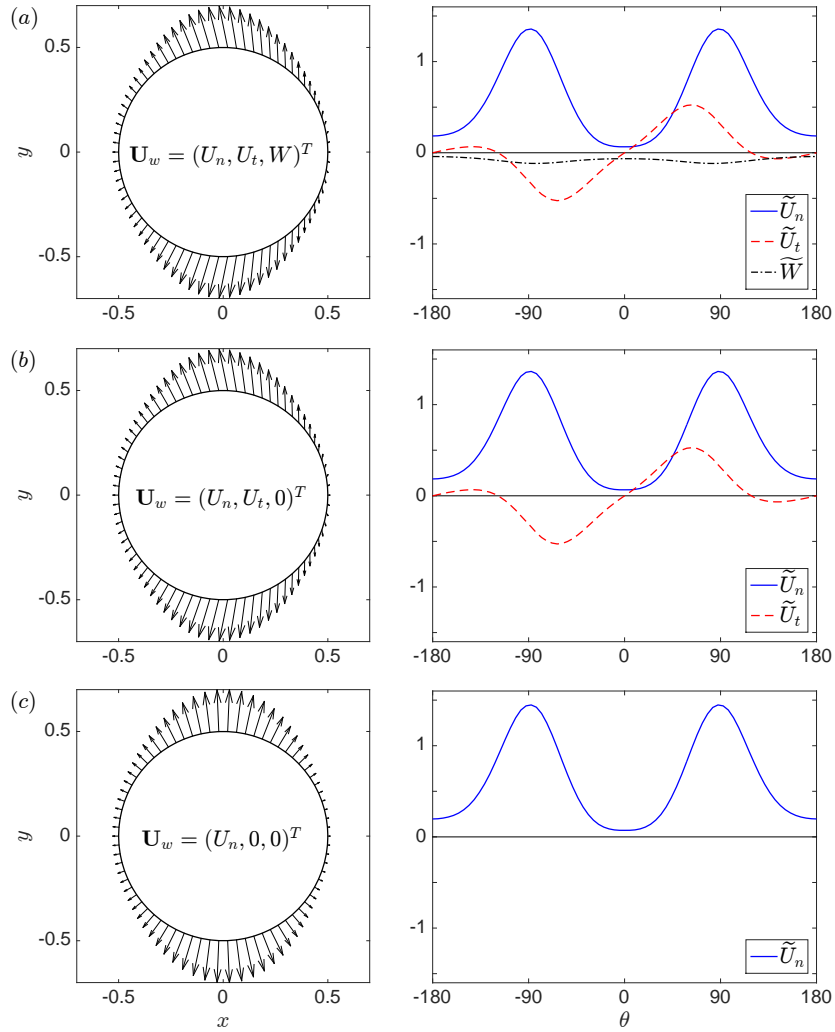 (a)
0.5
y
0
-0.5
U_w = (U_n, U_t, W)^T
-0.5 0 0.5
1
0
-1
-180 -90 0 90 180
Ũ_n
Ũ_t
W̃
(b)
0.5
y
0
-0.5
U_w = (U_n, U_t, 0)^T
-0.5 0 0.5
1
0
-1
-180 -90 0 90 180
Ũ_n
Ũ_t
(c)
0.5
y
0
-0.5
U_w = (U_n, 0, 0)^T
-0.5 0 0.5
x
1
0
-1
-180 -90 0 90 180
θ
Ũ_n